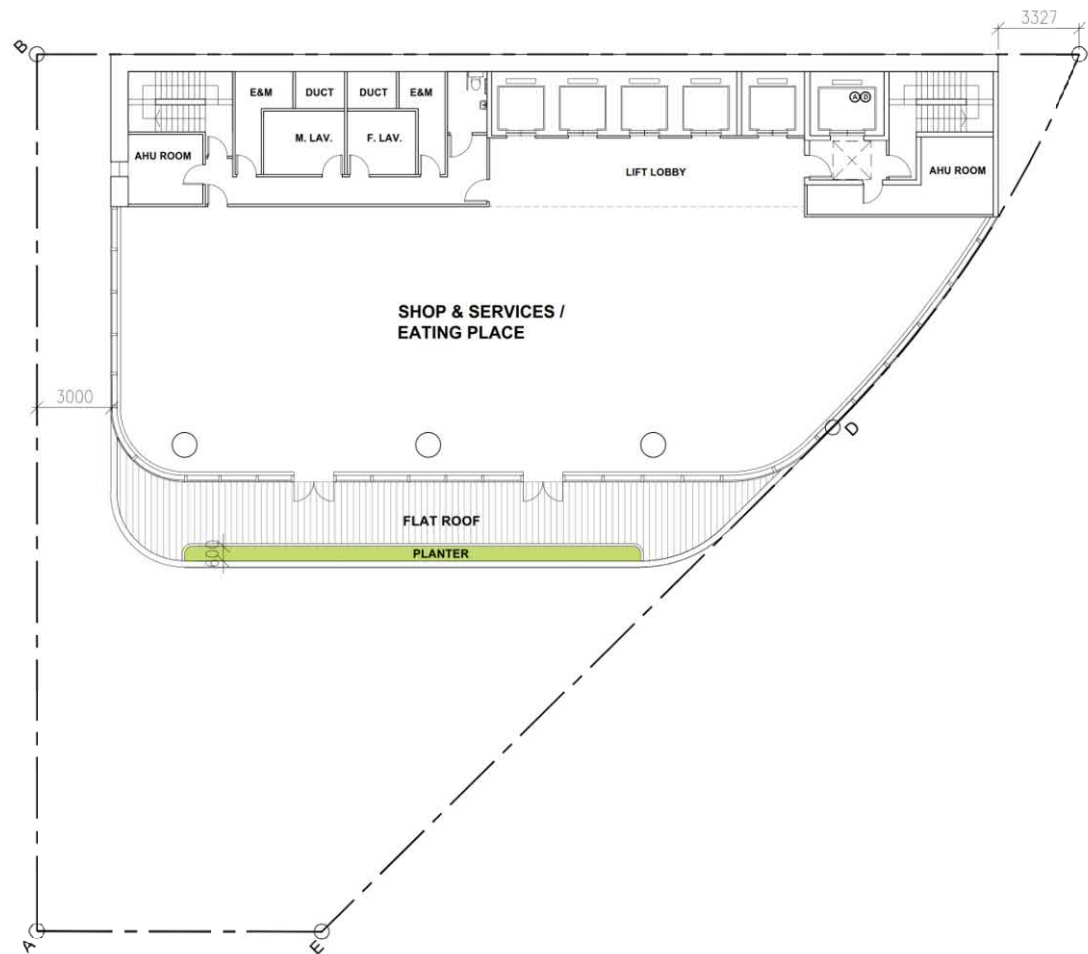 3327
B
E&M
DUCT
DUCT
E&M
A D
M. LAV.
F. LAV.
AHU ROOM
LIFT LOBBY
AHU ROOM
SHOP & SERVICES /
EATING PLACE
3000
D
FLAT ROOF
600
PLANTER
A
E